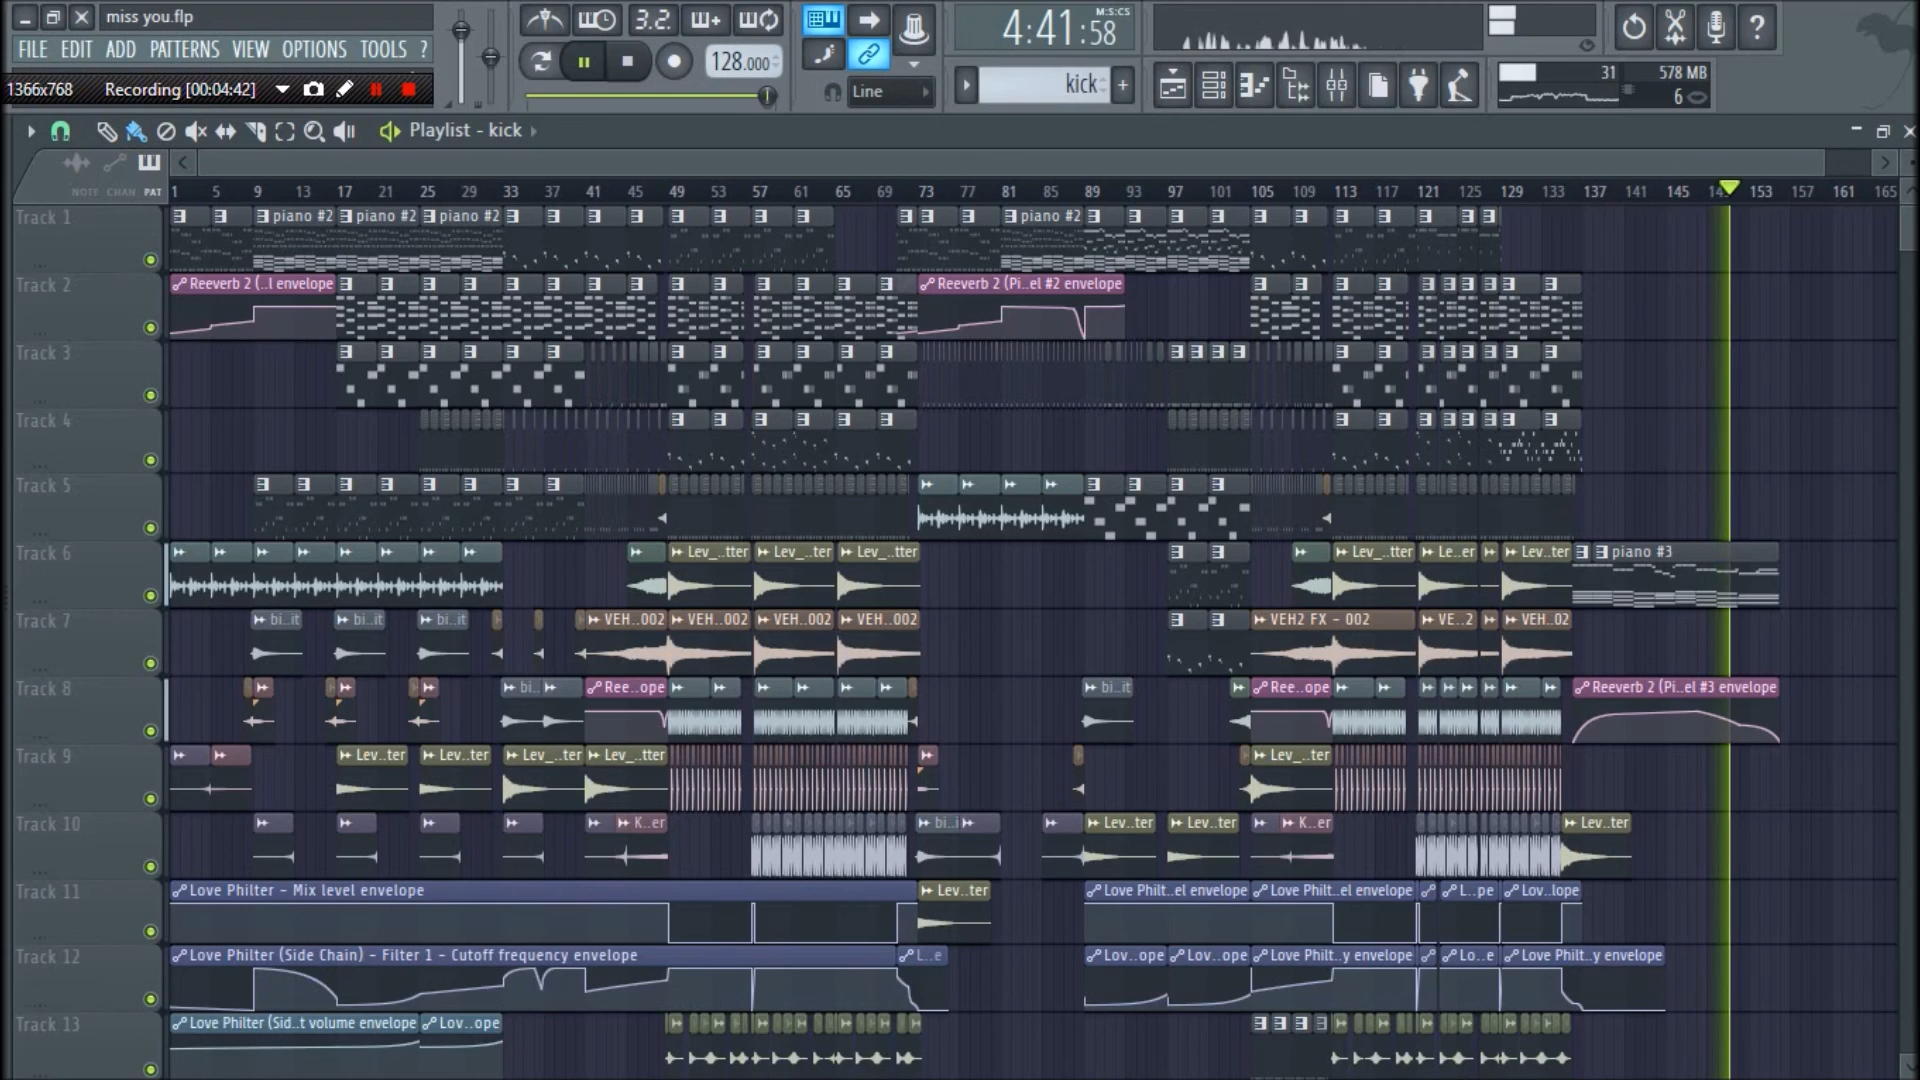 miss you.flp
FILE EDIT ADD PATTERNS VIEW OPTIONS TOOLS ?
1366x768 Recording [00:04:42]
3.2.
128.000
Line
M:S:CS
4:41:58
kick
+
?
31 578 MB
6
Playlist - kick
NOTE CHAN PAT
1 5 9 13 17 21 25 29 33 37 41 45 49 53 57 61 65 69 73 77 81 85 89 93 97 101 105 109 113 117 121 125 129 133 137 141 145 153 157 161 165
Track 1 piano #2 piano #2 piano #2 piano #2
Track 2 Reeverb 2 (..l envelope Reeverb 2 (Pi..el #2 envelope
Track 3
Track 4
Track 5
Track 6 Lev_..tter Lev_..ter Lev_..tter Lev_..tter Le..er Lev..ter piano #3
Track 7 bi..it bi..it bi..it VEH..002 VEH..002 VEH..002 VEH..002 VEH2 FX - 002 VE..2 VEH..02
Track 8 bi.. Ree..ope bi..it Ree..ope Reeverb 2 (Pi..el #3 envelope
Track 9 Lev..ter Lev..ter Lev_..ter Lev_..tter Lev_..ter
Track 10 K..er bi..i Lev..ter Lev..ter K..er Lev..ter
Track 11 Love Philter - Mix level envelope Lev..ter Love Philt..el envelope Love Philt..el envelope L..pe Lov..lope
Track 12 Love Philter (Side Chain) - Filter 1 - Cutoff frequency envelope L..e Lov..ope Lov..ope Love Philt..y envelope Lo..e Love Philt..y envelope
Track 13 Love Philter (Sid..t volume envelope Lov..ope